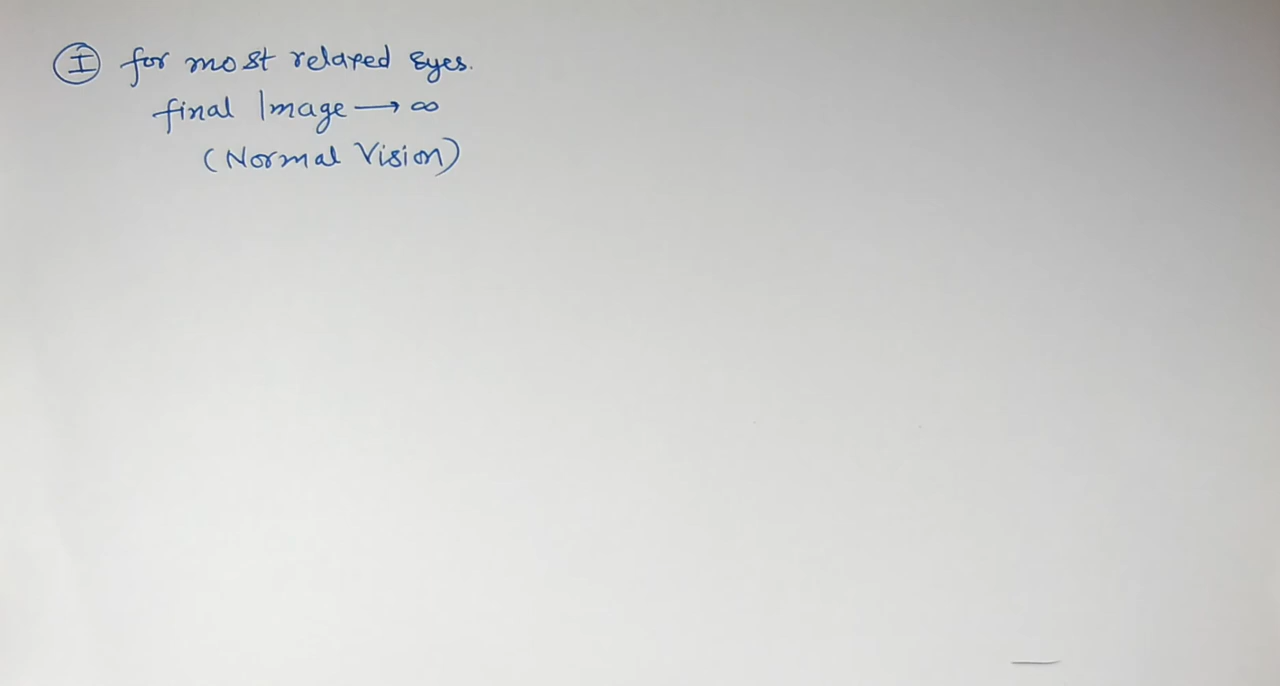 I for most relaxed Eyes.
final Image → ∞
(Normal Vision)